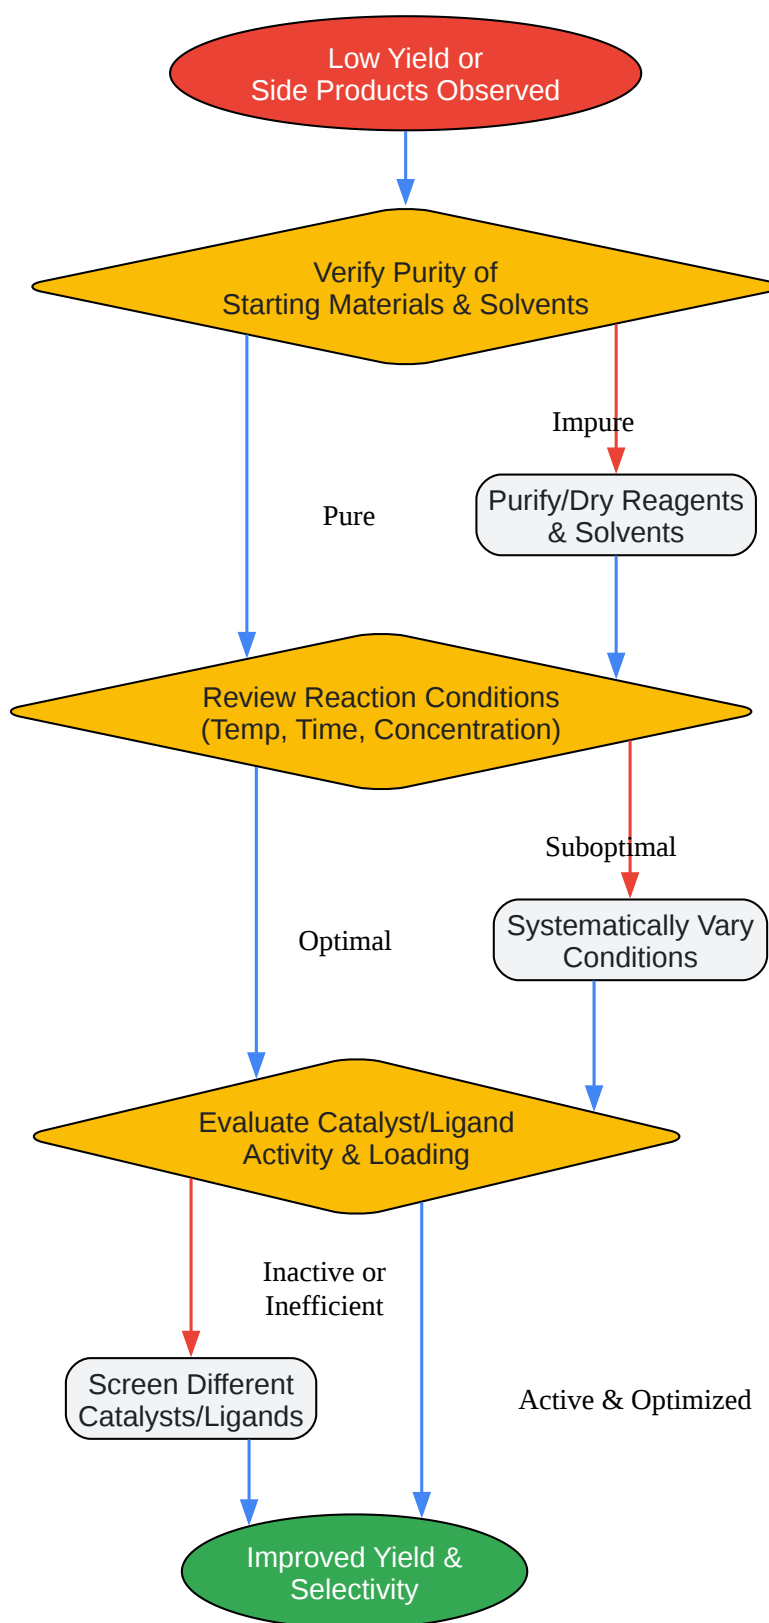 Low Yield or
Side Products Observed
Verify Purity of
Starting Materials & Solvents
Impure
Purify/Dry Reagents
& Solvents
Pure
Review Reaction Conditions
(Temp, Time, Concentration)
Suboptimal
Systematically Vary
Conditions
Optimal
Evaluate Catalyst/Ligand
Activity & Loading
Inactive or
Inefficient
Screen Different
Catalysts/Ligands
Active & Optimized
Improved Yield &
Selectivity